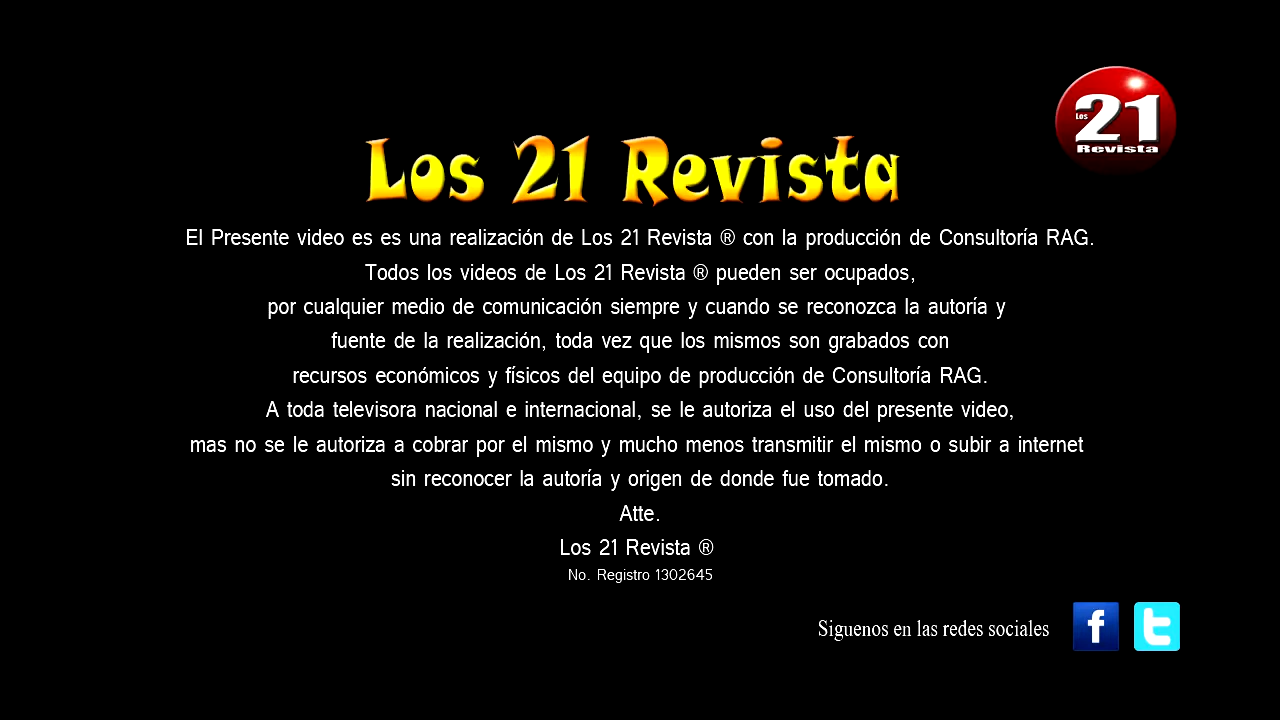 Los 21 Revista
Los 21 Revista
El Presente video es es una realización de Los 21 Revista ® con la producción de Consultoría RAG.
Todos los videos de Los 21 Revista ® pueden ser ocupados,
por cualquier medio de comunicación siempre y cuando se reconozca la autoría y
fuente de la realización, toda vez que los mismos son grabados con
recursos económicos y físicos del equipo de producción de Consultoría RAG.
A toda televisora nacional e internacional, se le autoriza el uso del presente video,
mas no se le autoriza a cobrar por el mismo y mucho menos transmitir el mismo o subir a internet
sin reconocer la autoría y origen de donde fue tomado.
Atte.
Los 21 Revista ®
No. Registro 1302645
Siguenos en las redes sociales f t